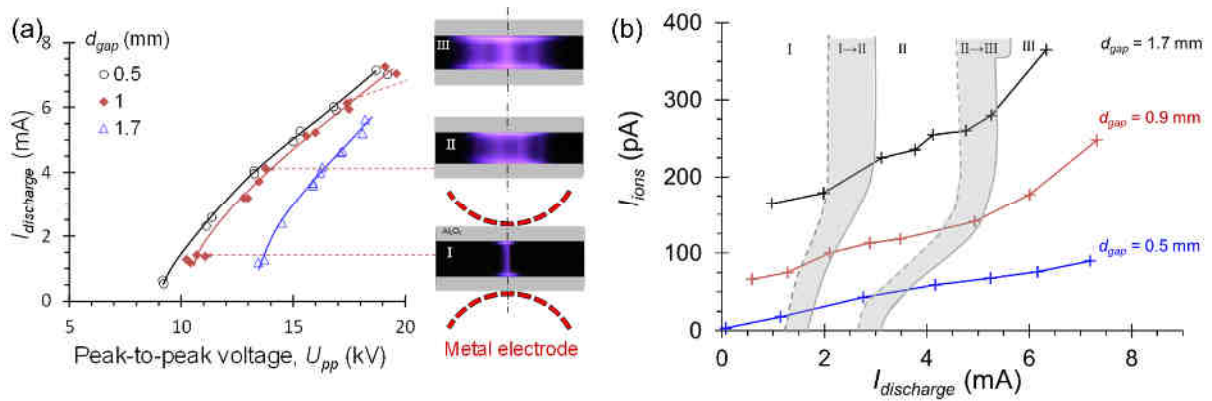 (a)
d_gap (mm)
0.5
1
1.7
8
6
4
2
0
I_discharge (mA)
5
10
15
20
Peak-to-peak voltage, U_pp (kV)
III
II
Al₂O₃
I
Metal electrode
(b)
400
300
200
100
0
I_ions (pA)
0
2
4
6
8
I_discharge (mA)
I
I→II
II
II→III
III
d_gap = 1.7 mm
d_gap = 0.9 mm
d_gap = 0.5 mm